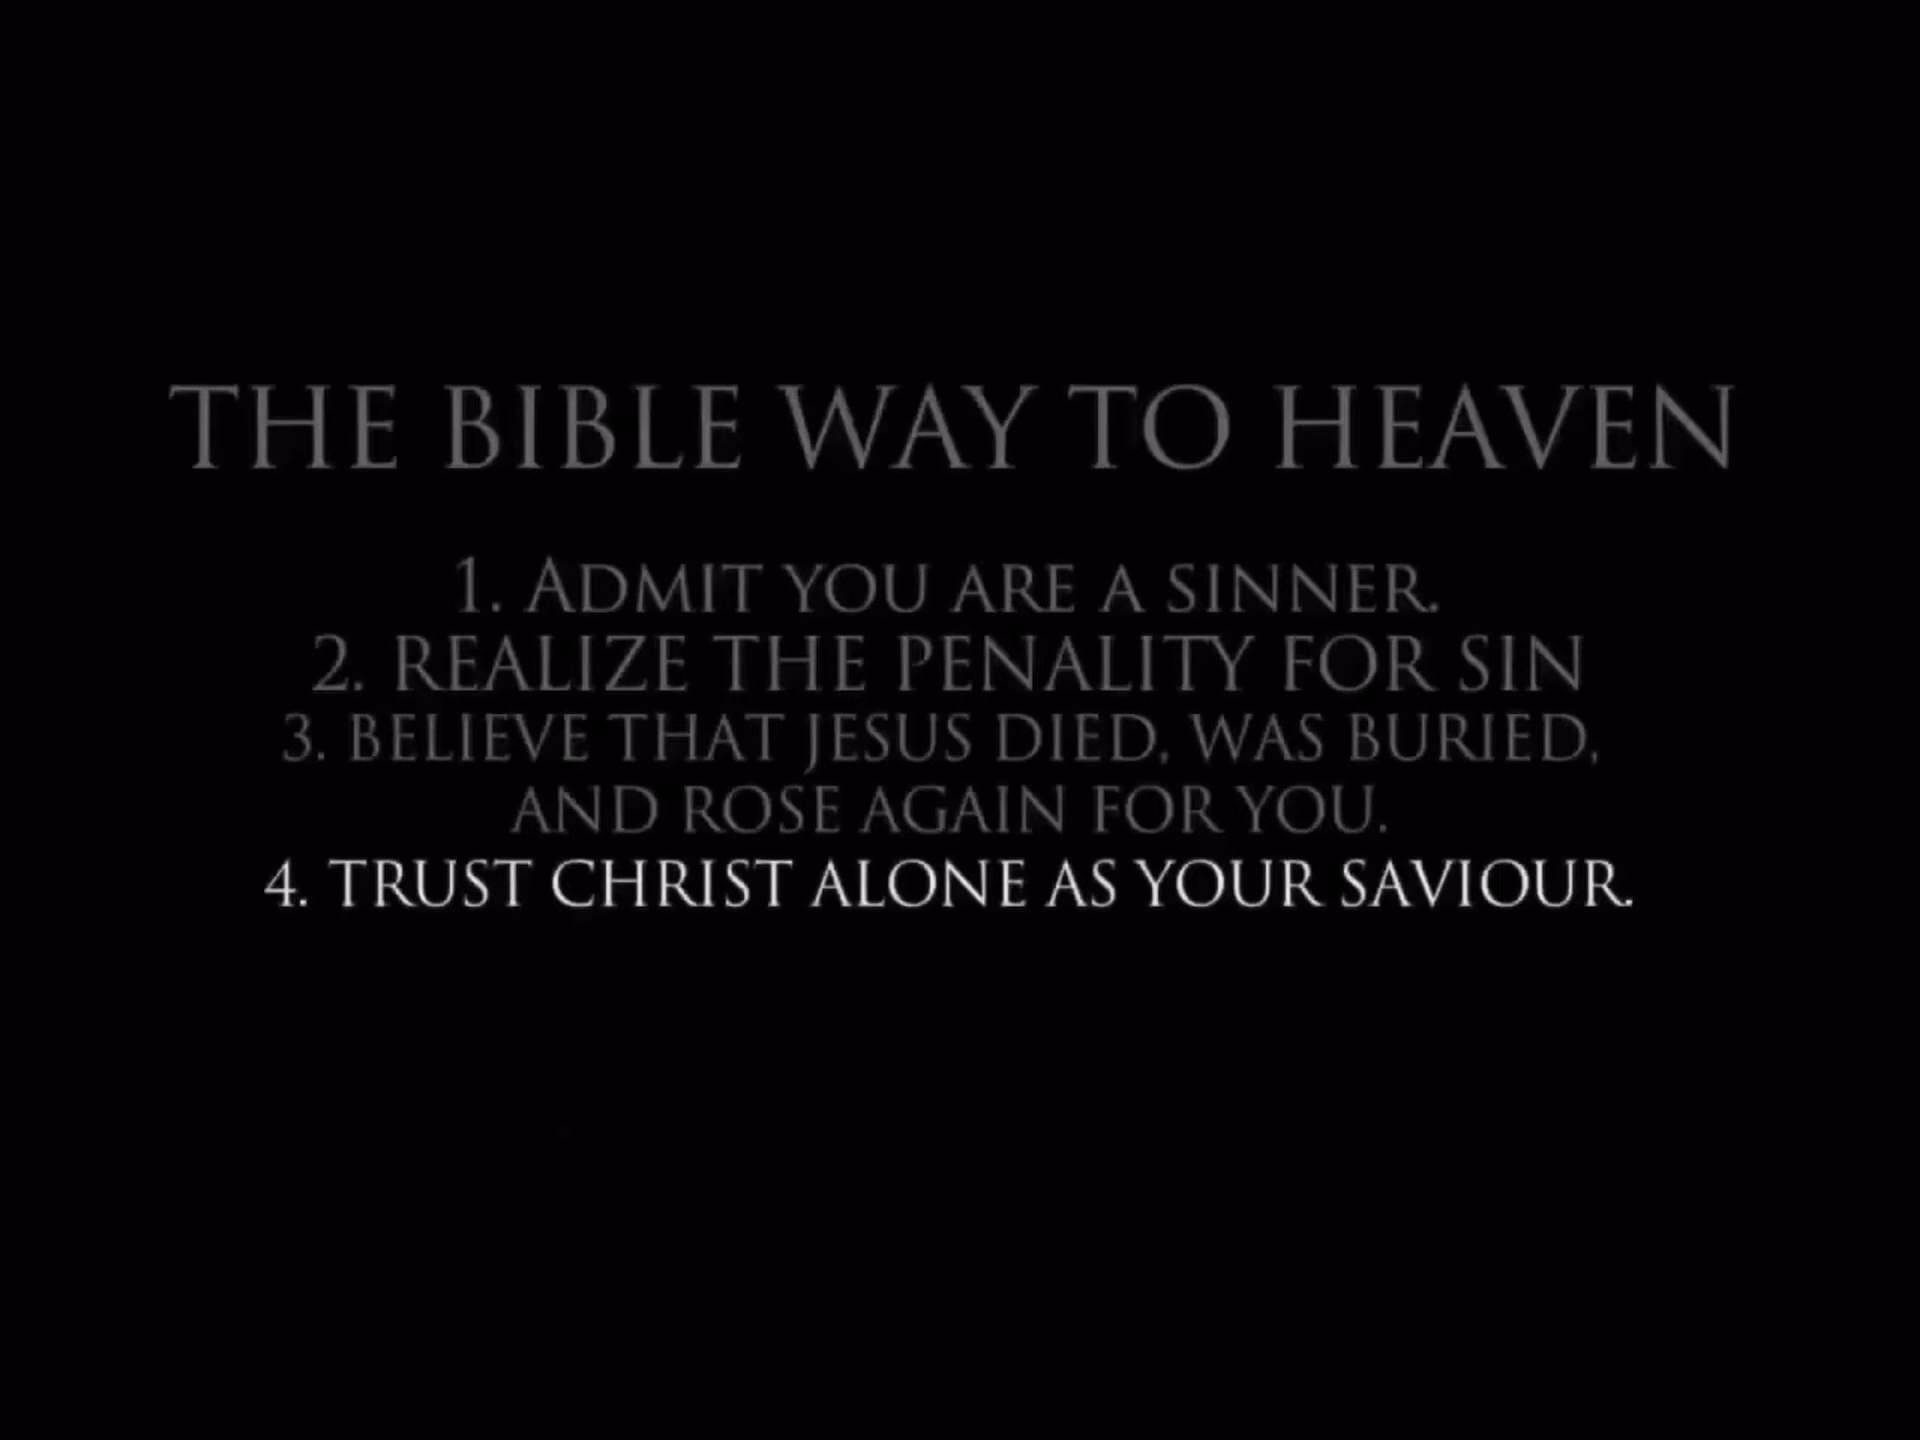 THE BIBLE WAY TO HEAVEN
1. ADMIT YOU ARE A SINNER.
2. REALIZE THE PENALITY FOR SIN
3. BELIEVE THAT JESUS DIED, WAS BURIED,
AND ROSE AGAIN FOR YOU.
4. TRUST CHRIST ALONE AS YOUR SAVIOUR.